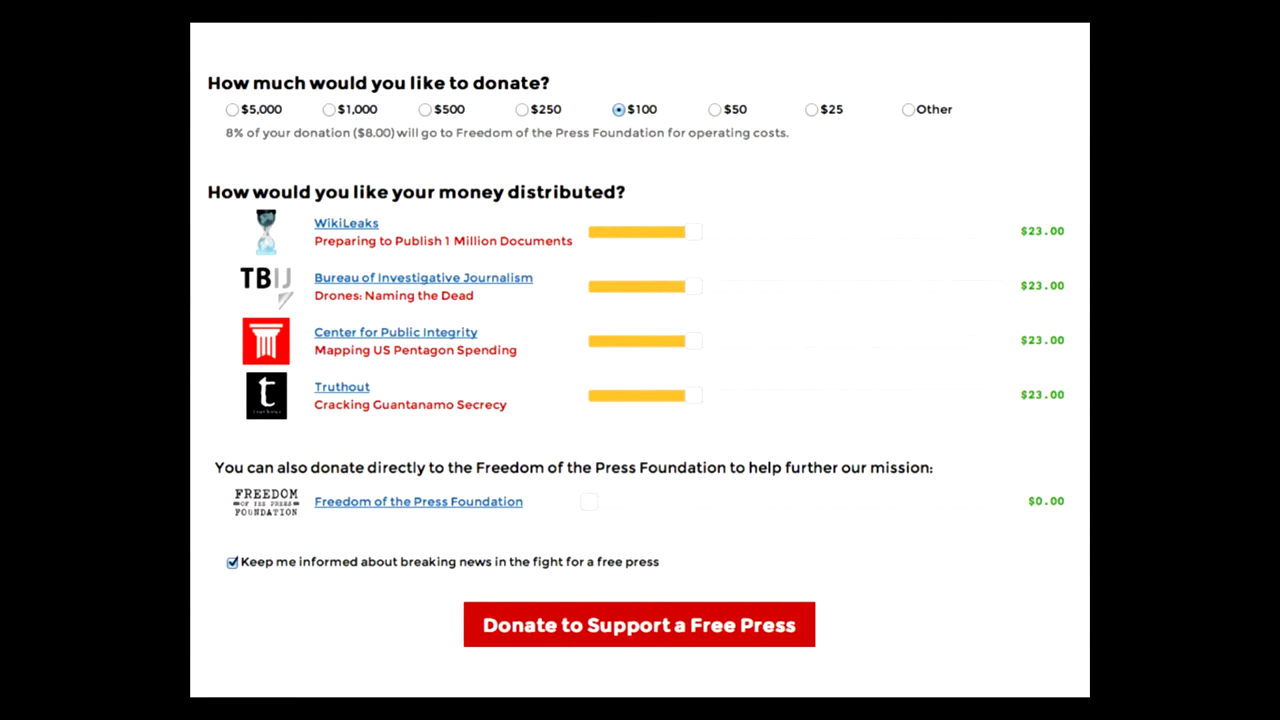 How much would you like to donate?
$5,000 $1,000 $500 $250 $100 $50 $25 Other
8% of your donation ($8.00) will go to Freedom of the Press Foundation for operating costs.
How would you like your money distributed?
WikiLeaks
Preparing to Publish 1 Million Documents
$23.00
TBIJ
Bureau of Investigative Journalism
Drones: Naming the Dead
$23.00
Center for Public Integrity
Mapping US Pentagon Spending
$23.00
t
truthout
Truthout
Cracking Guantanamo Secrecy
$23.00
You can also donate directly to the Freedom of the Press Foundation to help further our mission:
FREEDOM
OF THE PRESS
FOUNDATION
Freedom of the Press Foundation
$0.00
Keep me informed about breaking news in the fight for a free press
Donate to Support a Free Press